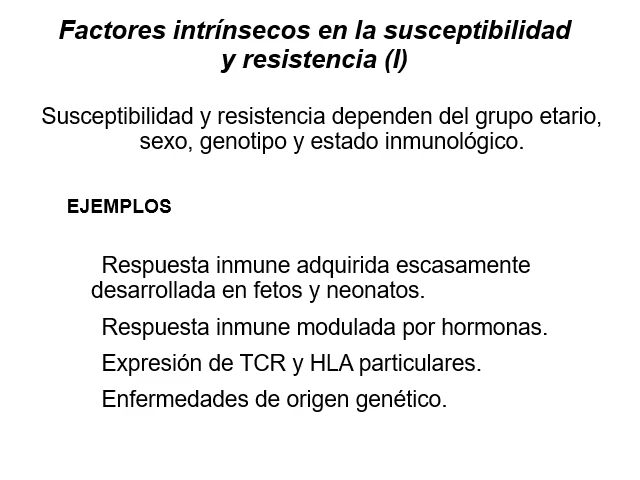 Factores intrínsecos en la susceptibilidad
y resistencia (I)
Susceptibilidad y resistencia dependen del grupo etario,
sexo, genotipo y estado inmunológico.
EJEMPLOS
Respuesta inmune adquirida escasamente
desarrollada en fetos y neonatos.
Respuesta inmune modulada por hormonas.
Expresión de TCR y HLA particulares.
Enfermedades de origen genético.